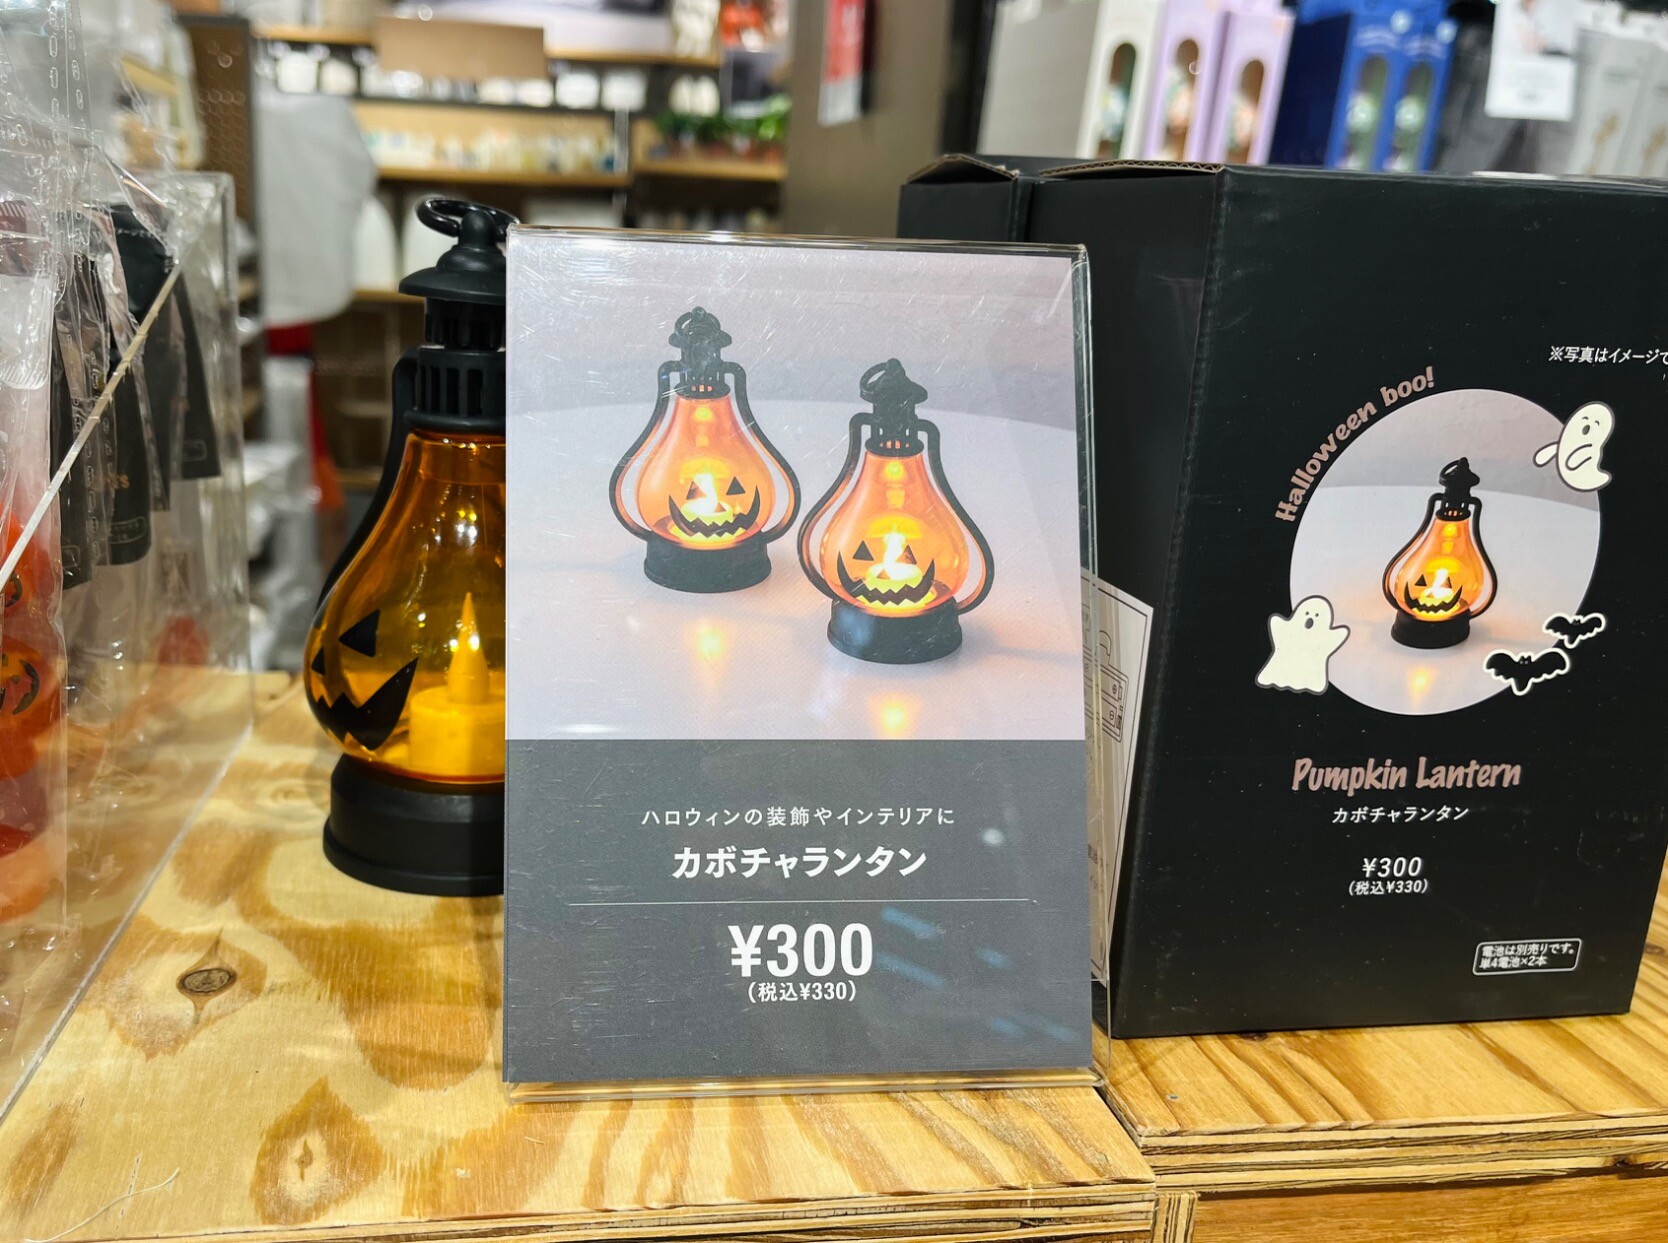 ハロウィンの装飾やインテリアに
カボチャランタン
¥300
(税込¥330)
※写真はイメージで
Halloween boo!
Pumpkin Lantern
カボチャランタン
¥300
(税込¥330)
電池は別売りです。
単4電池×2本